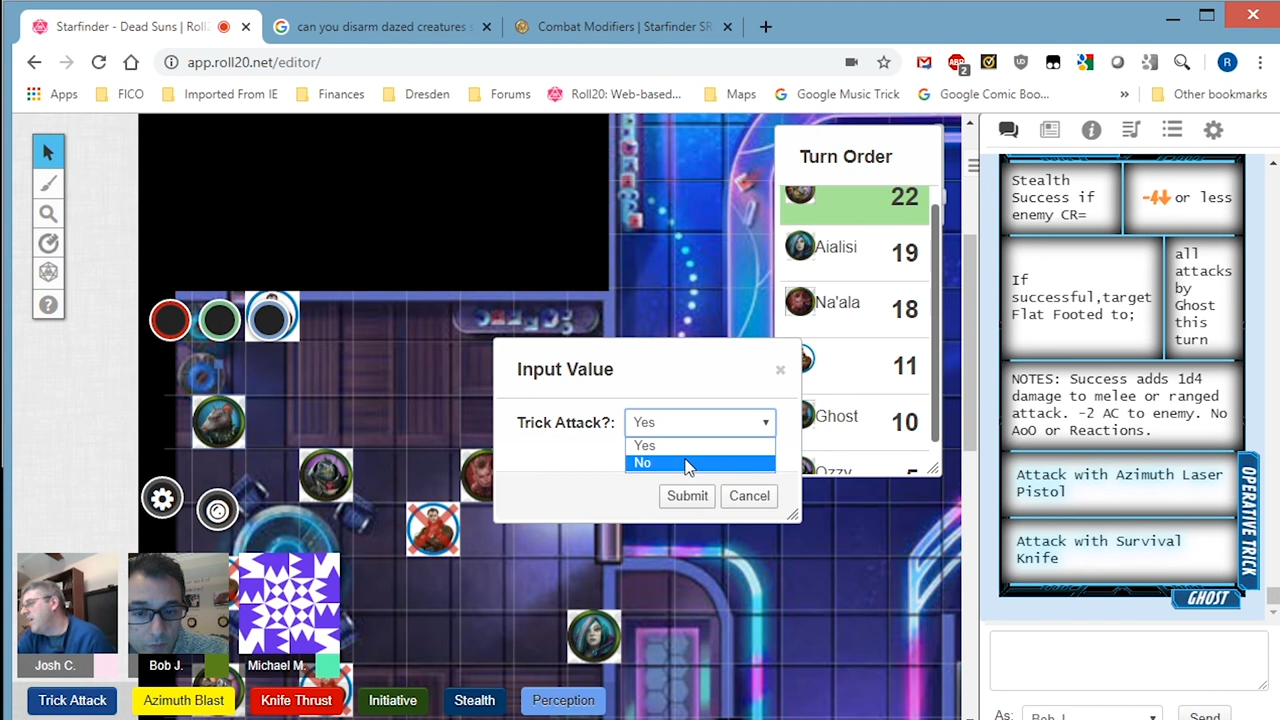 Starfinder - Dead Suns | Roll2
can you disarm dazed creatures s
Combat Modifiers | Starfinder SR
app.roll20.net/editor/
2
R
Apps
FICO
Imported From IE
Finances
Dresden
Forums
Roll20: Web-based...
Maps
Google Music Trick
Google Comic Boo...
»
Other bookmarks
Turn Order
22
Aialisi
19
Na'ala
18
11
Ghost
10
Ozzy
Input Value
Trick Attack?:
Yes
Yes
No
Submit
Cancel
Stealth
Success if
enemy CR=
-4 or less
If
successful,target
Flat Footed to;
all
attacks
by
Ghost
this
turn
NOTES: Success adds 1d4
damage to melee or ranged
attack. -2 AC to enemy. No
AoO or Reactions.
Attack with Azimuth Laser
Pistol
Attack with Survival
Knife
OPERATIVE TRICK
GHOST
Josh C.
Bob J.
Michael M.
Trick Attack
Azimuth Blast
Knife Thrust
Initiative
Stealth
Perception
As:
Bob J.
Send